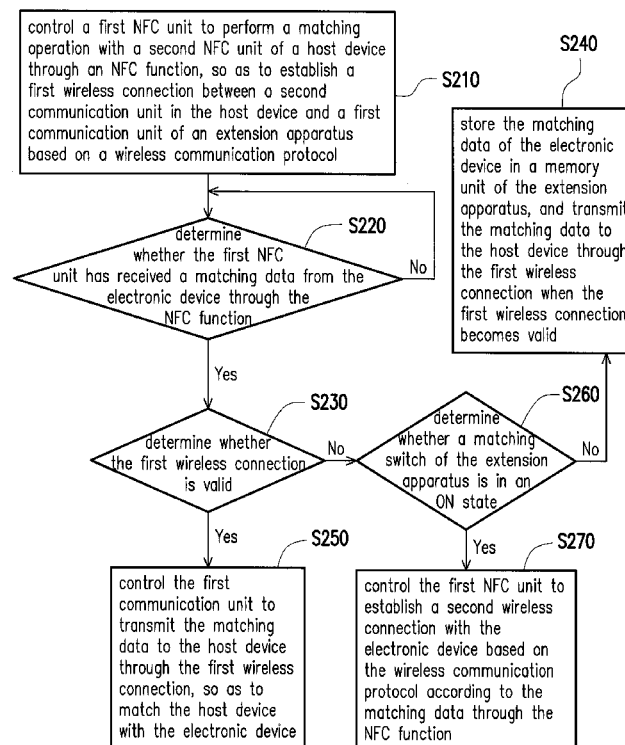 control a first NFC unit to perform a matching
operation with a second NFC unit of a host device
through an NFC function, so as to establish a
first wireless connection between a second
communication unit in the host device and a first
communication unit of an extension apparatus
based on a wireless communication protocol
S210
S240
store the matching
data of the electronic
device in a memory
unit of the extension
apparatus, and transmit
the matching data to
the host device through
the first wireless
connection when the
first wireless connection
becomes valid
S220
determine
whether the first NFC
unit has received a matching data from the
electronic device through the
NFC function
No
Yes
S230
determine whether
the first wireless connection
is valid
No
Yes
S260
determine
whether a matching
switch of the extension
apparatus is in an
ON state
No
Yes
S250
control the first
communication unit to
transmit the matching
data to the host device
through the first wireless
connection, so as to
match the host device
with the electronic device
S270
control the first NFC unit to
establish a second wireless
connection with the
electronic device based on
the wireless communication
protocol according to the
matching data through the
NFC function